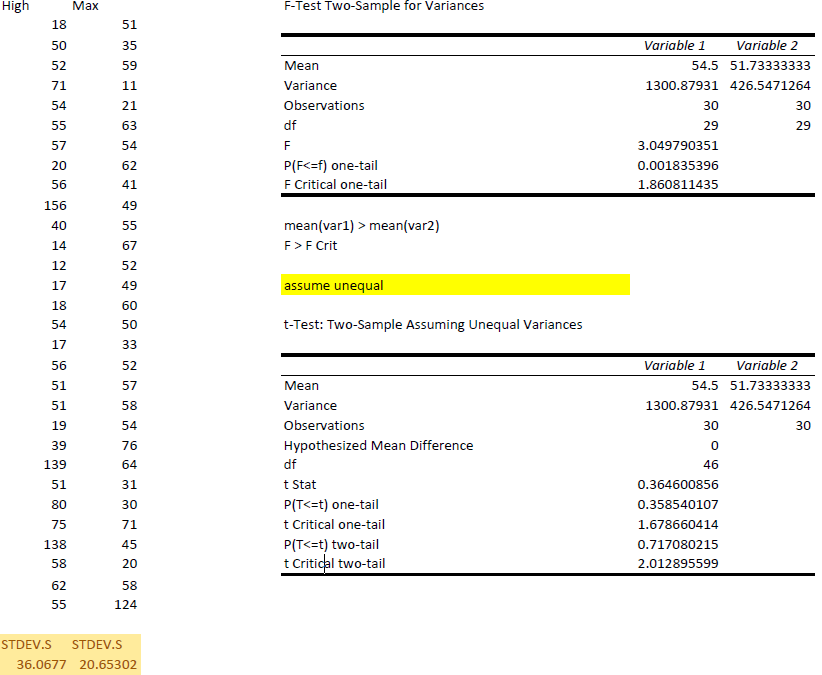 High Max F-Test Two-Sample for Variances
18 51
50 35 Variable 1 Variable 2
52 59 Mean 54.5 51.73333333
71 11 Variance 1300.87931 426.5471264
54 21 Observations 30 30
55 63 df 29 29
57 54 F 3.049790351
20 62 P(F<=f) one-tail 0.001835396
56 41 F Critical one-tail 1.860811435
156 49
40 55 mean(var1) > mean(var2)
14 67 F > F Crit
12 52
17 49 assume unequal
18 60
54 50 t-Test: Two-Sample Assuming Unequal Variances
17 33
56 52 Variable 1 Variable 2
51 57 Mean 54.5 51.73333333
51 58 Variance 1300.87931 426.5471264
19 54 Observations 30 30
39 76 Hypothesized Mean Difference 0
139 64 df 46
51 31 t Stat 0.364600856
80 30 P(T<=t) one-tail 0.358540107
75 71 t Critical one-tail 1.678660414
138 45 P(T<=t) two-tail 0.717080215
58 20 t Critical two-tail 2.012895599
62 58
55 124
STDEV.S STDEV.S
36.0677 20.65302